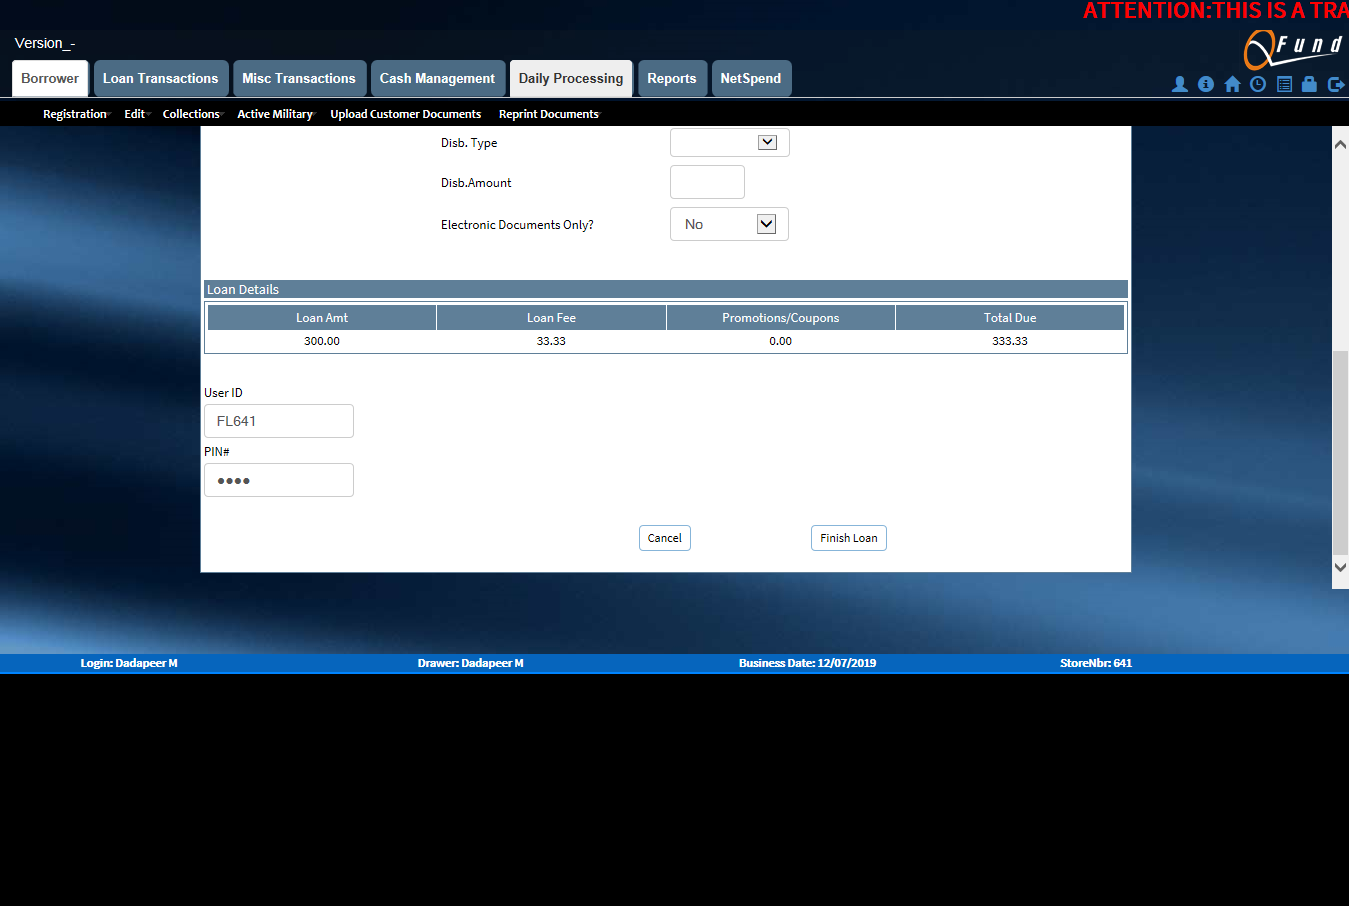 ATTENTION:THIS IS A TRA
Version_-
QFund
Borrower Loan Transactions Misc Transactions Cash Management Daily Processing Reports NetSpend
Registration Edit Collections Active Military Upload Customer Documents Reprint Documents
Disb. Type
Disb.Amount
Electronic Documents Only? No
Loan Details
Loan Amt Loan Fee Promotions/Coupons Total Due
300.00 33.33 0.00 333.33
User ID
FL641
PIN#
••••
Cancel Finish Loan
Login: Dadapeer M Drawer: Dadapeer M Business Date: 12/07/2019 StoreNbr: 641